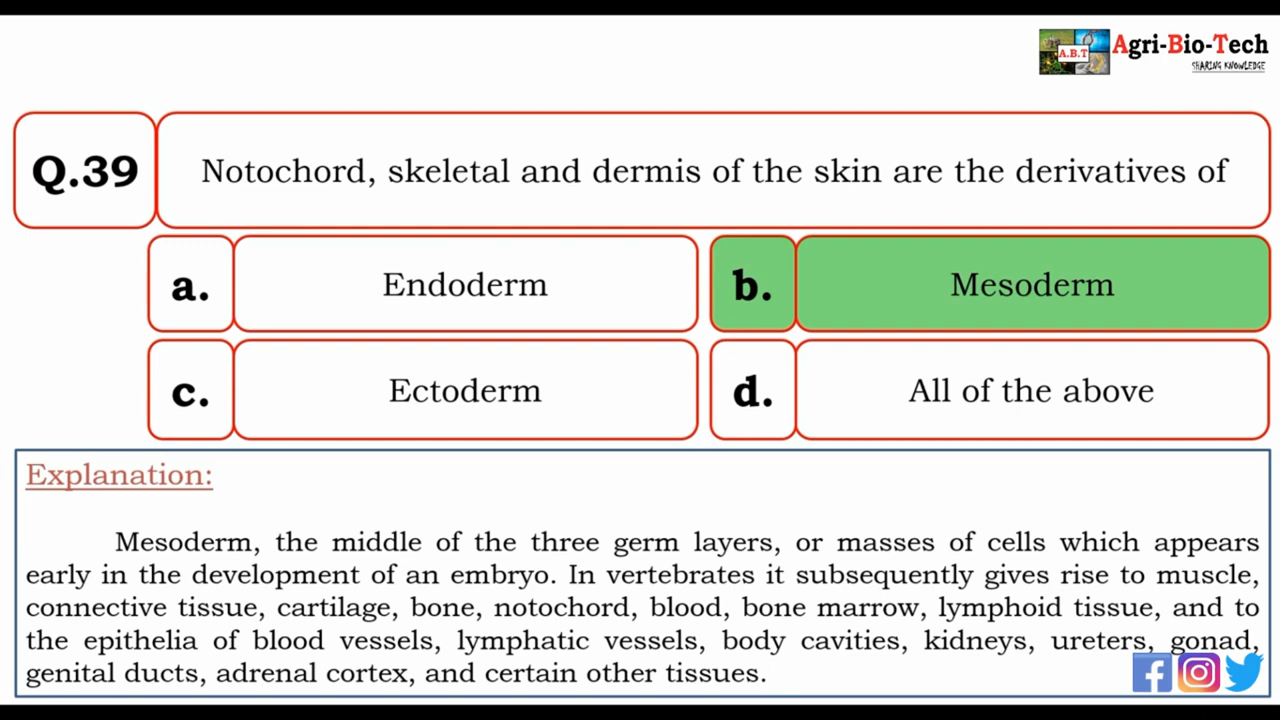 A.B.T
Agri-Bio-Tech
SHARING KNOWLEDGE
Q.39
Notochord, skeletal and dermis of the skin are the derivatives of
a. Endoderm
b. Mesoderm
c. Ectoderm
d. All of the above
Explanation:
Mesoderm, the middle of the three germ layers, or masses of cells which appears
early in the development of an embryo. In vertebrates it subsequently gives rise to muscle,
connective tissue, cartilage, bone, notochord, blood, bone marrow, lymphoid tissue, and to
the epithelia of blood vessels, lymphatic vessels, body cavities, kidneys, ureters, gonad,
genital ducts, adrenal cortex, and certain other tissues.